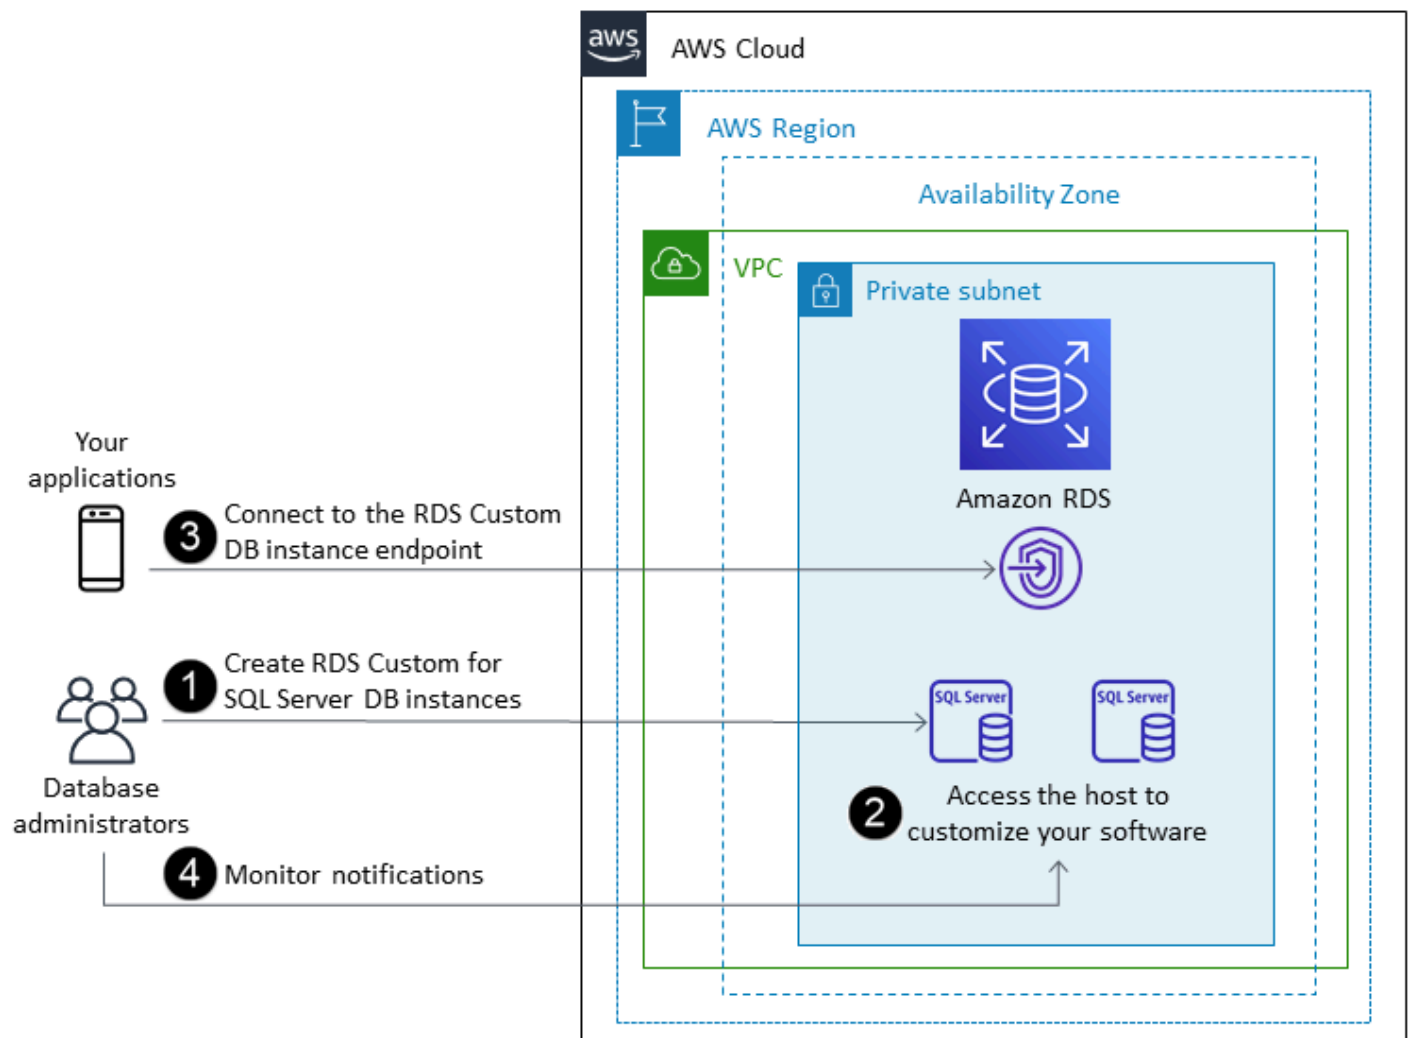 aws
AWS Cloud
AWS Region
Availability Zone
VPC
Private subnet
Amazon RDS
Your
applications
3
Connect to the RDS Custom
DB instance endpoint
1
Create RDS Custom for
SQL Server DB instances
SQL Server
SQL Server
Database
administrators
2
Access the host to
customize your software
4
Monitor notifications